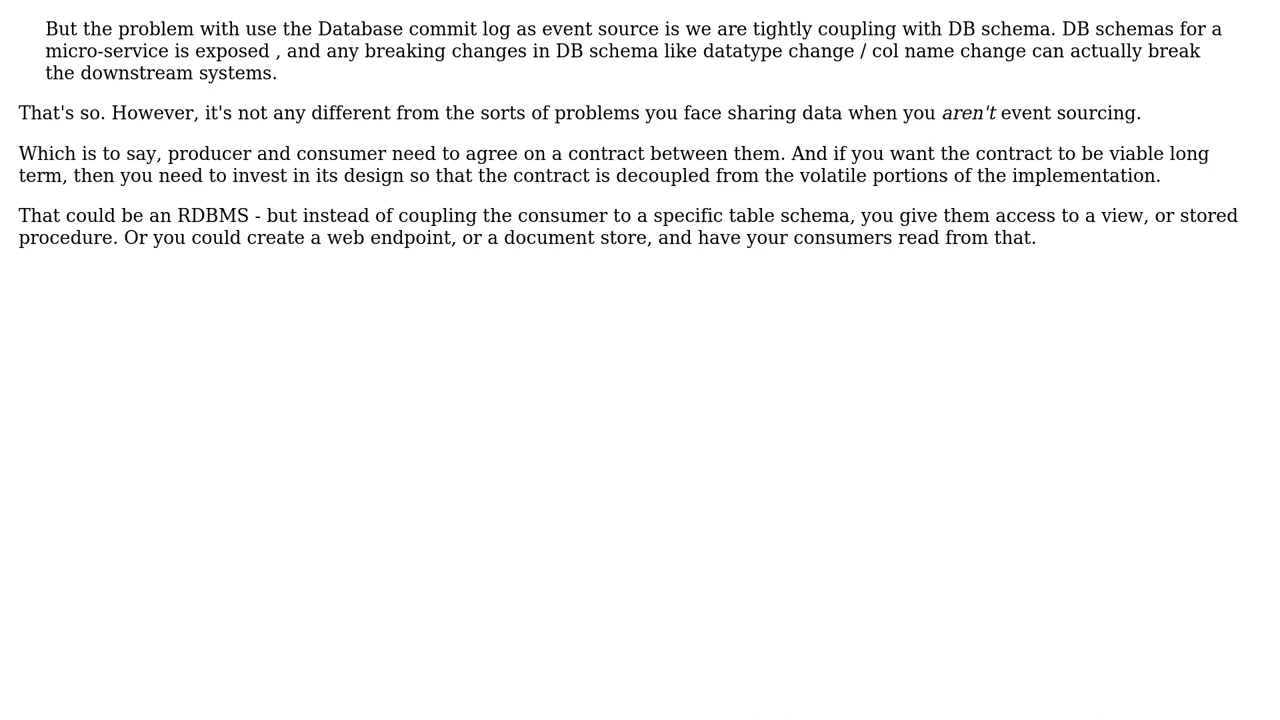 But the problem with use the Database commit log as event source is we are tightly coupling with DB schema. DB schemas for a
micro-service is exposed , and any breaking changes in DB schema like datatype change / col name change can actually break
the downstream systems.
That's so. However, it's not any different from the sorts of problems you face sharing data when you aren't event sourcing.
Which is to say, producer and consumer need to agree on a contract between them. And if you want the contract to be viable long
term, then you need to invest in its design so that the contract is decoupled from the volatile portions of the implementation.
That could be an RDBMS - but instead of coupling the consumer to a specific table schema, you give them access to a view, or stored
procedure. Or you could create a web endpoint, or a document store, and have your consumers read from that.